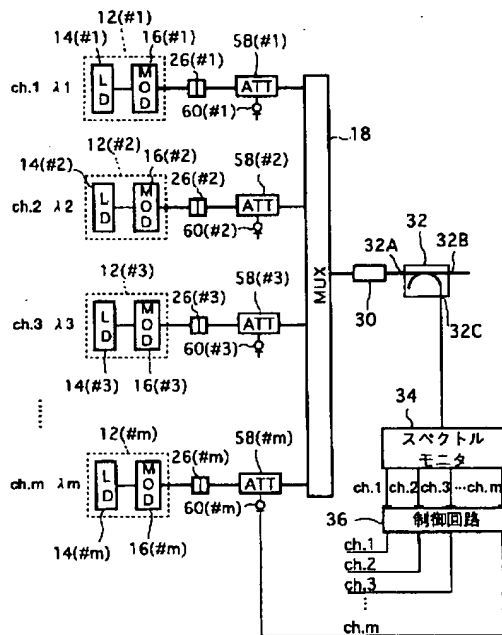 12(#1)
14(#1) 16(#1)
26(#1) 58(#1)
ch.1 λ1 LD MOD ATT
60(#1)
18
12(#2)
14(#2) 16(#2)
26(#2) 58(#2)
ch.2 λ2 LD MOD ATT
60(#2)
32
32A 32B
MUX
30
32C
12(#3)
26(#3) 58(#3)
ch.3 λ3 LD MOD ATT
60(#3)
14(#3) 16(#3)
......
34
スペクトル
モニタ
12(#m)
26(#m) 58(#m)
ch.m λm LD MOD ATT
60(#m)
14(#m) 16(#m)
ch.1 ch.2 ch.3 …ch.m
36
制御回路
ch.1
ch.2
ch.3
⋮
ch.m